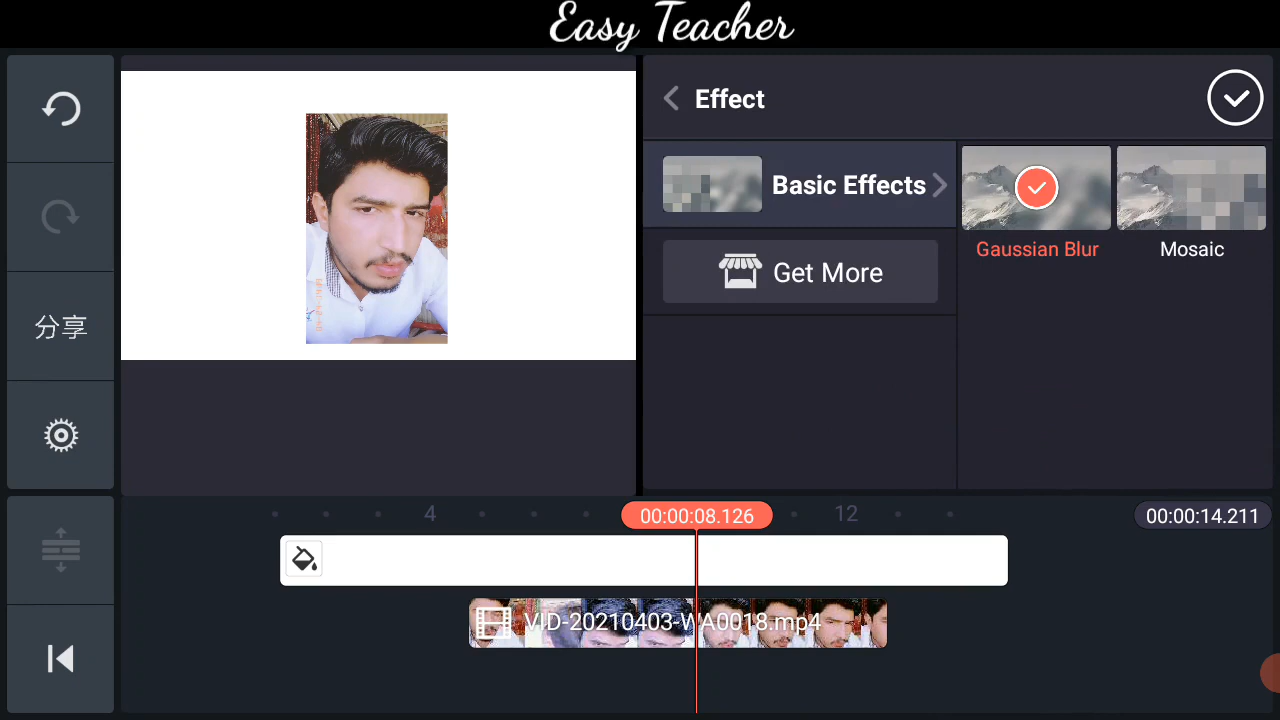 Easy Teacher
Effect
Basic Effects
Get More
Gaussian Blur
Mosaic
分享
4
00:00:08.126
12
00:00:14.211
VID-20210403-WA0018.mp4